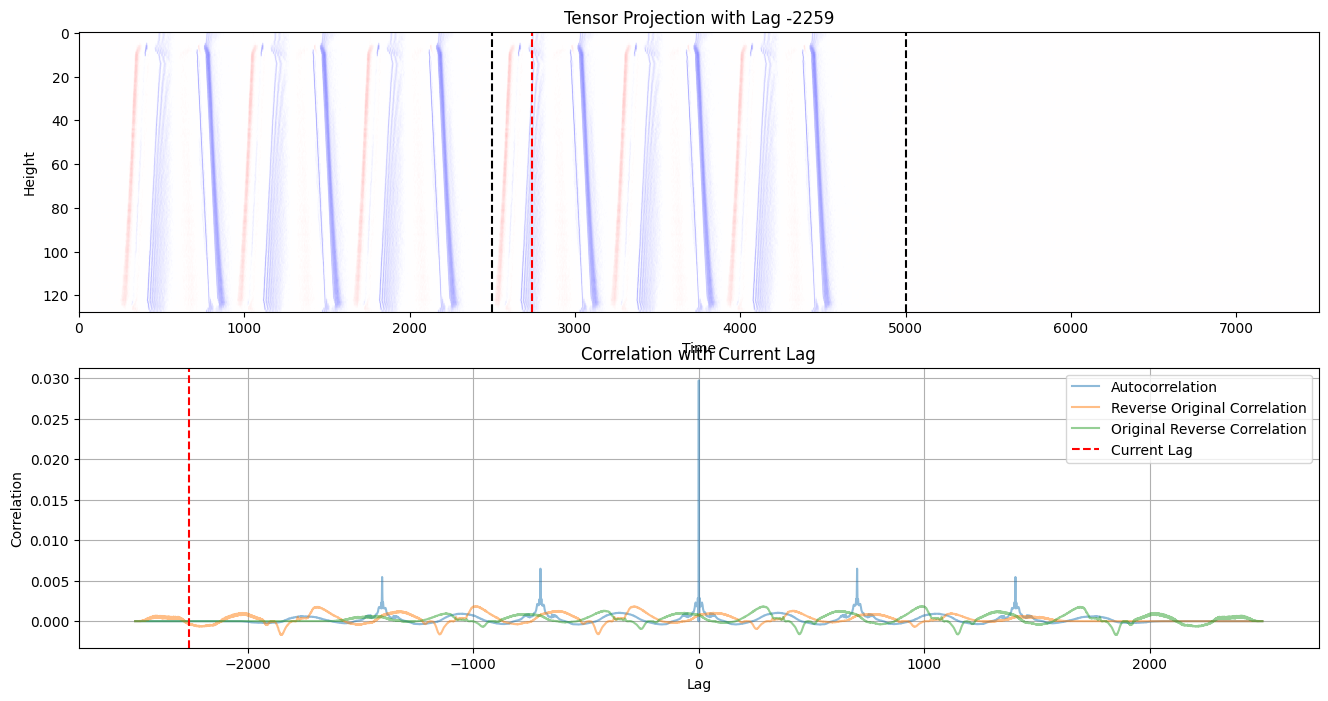 Tensor Projection with Lag -2259
Height
0
20
40
60
80
100
120
0 1000 2000 3000 4000 5000 6000 7000
Time
Correlation with Current Lag
Correlation
0.030
0.025
0.020
0.015
0.010
0.005
0.000
Autocorrelation
Reverse Original Correlation
Original Reverse Correlation
Current Lag
−2000 −1000 0 1000 2000
Lag